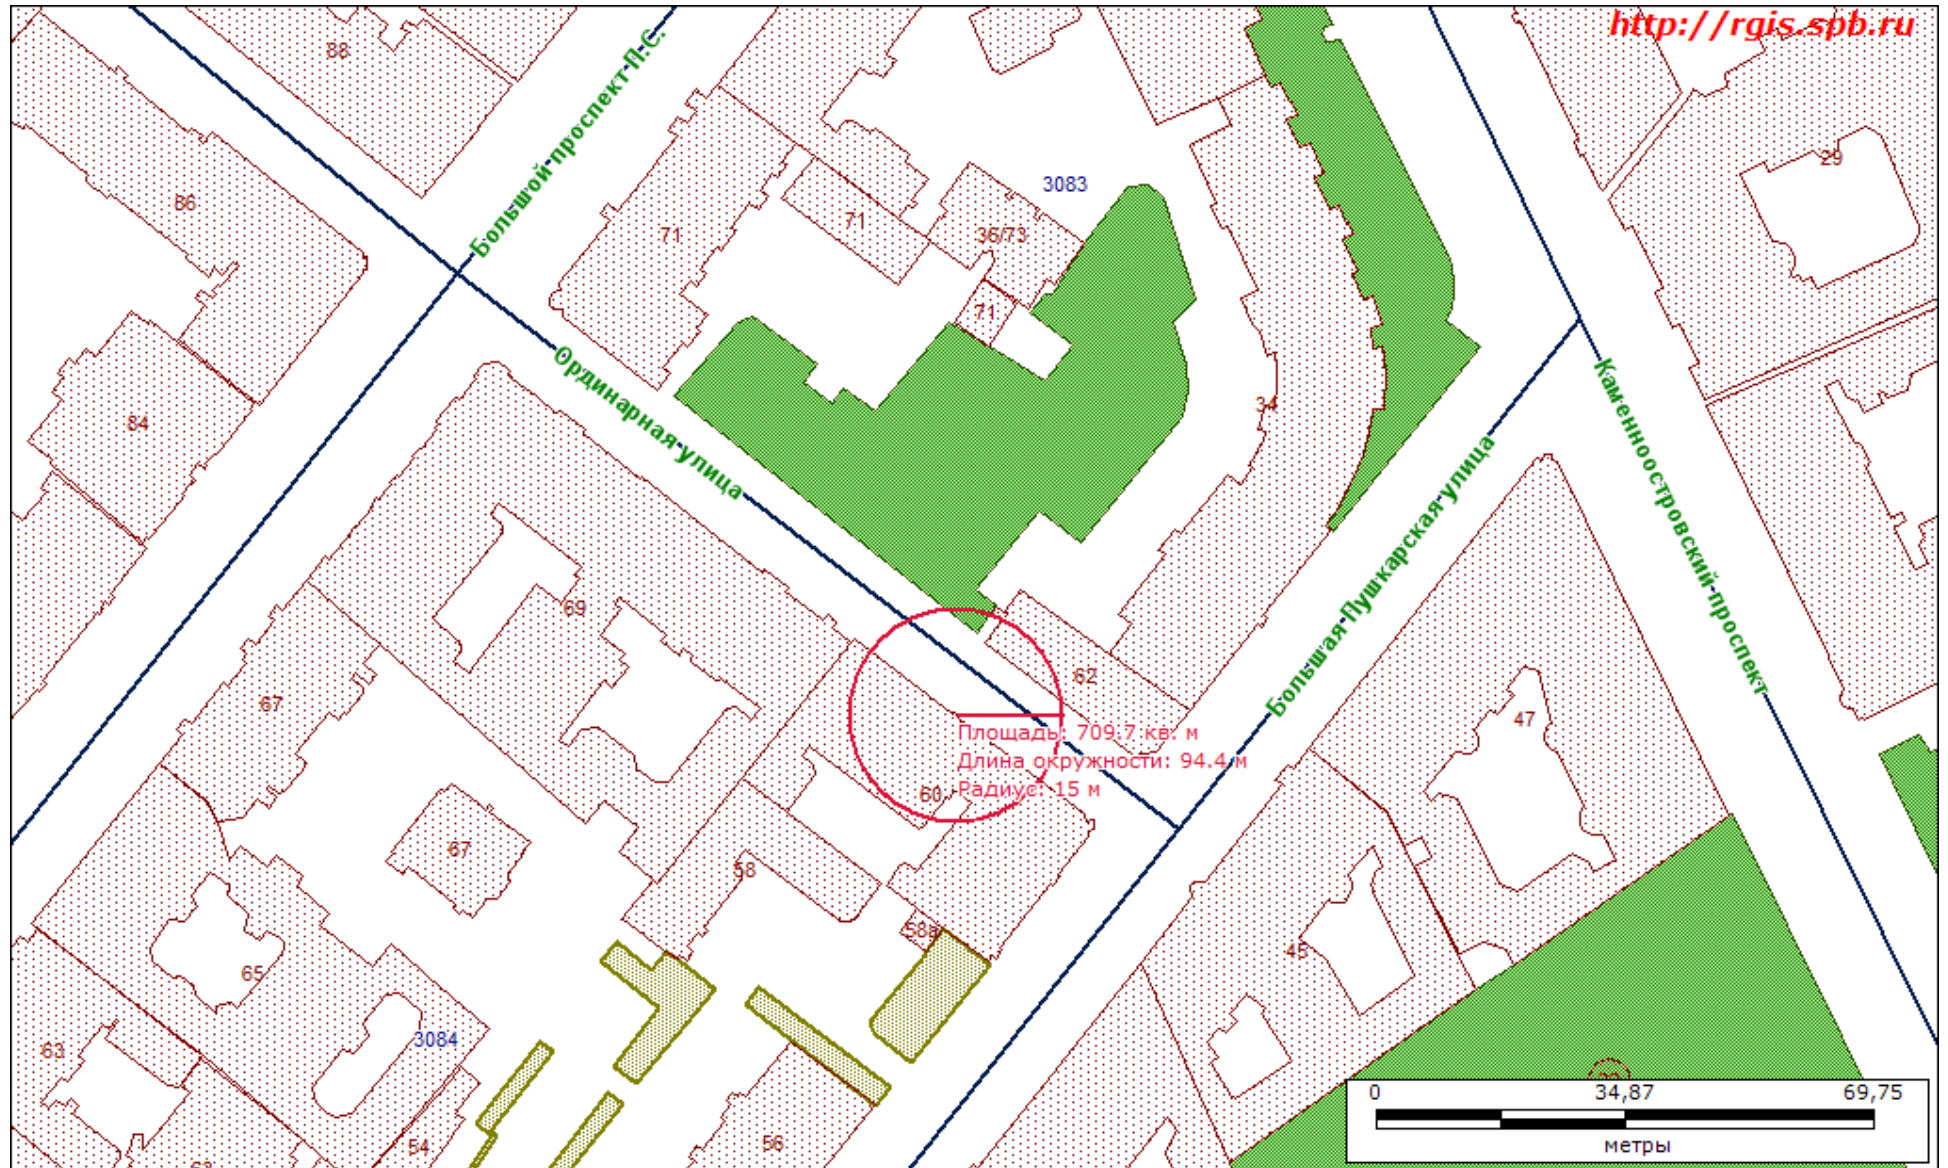 http://rgis.spb.ru
88
Большой проспект П.С.
29
3083
86
71
71
36/73
71
Ординарная улица
34
84
Каменноостровский проспект
Большая Пушкарская улица
69
62
67
47
Площадь: 709.7 кв. м
Длина окружности: 94.4 м
Радиус: 15 м
60
67
58
58а
45
65
3084
63
0 34,87 69,75
метры
54
56